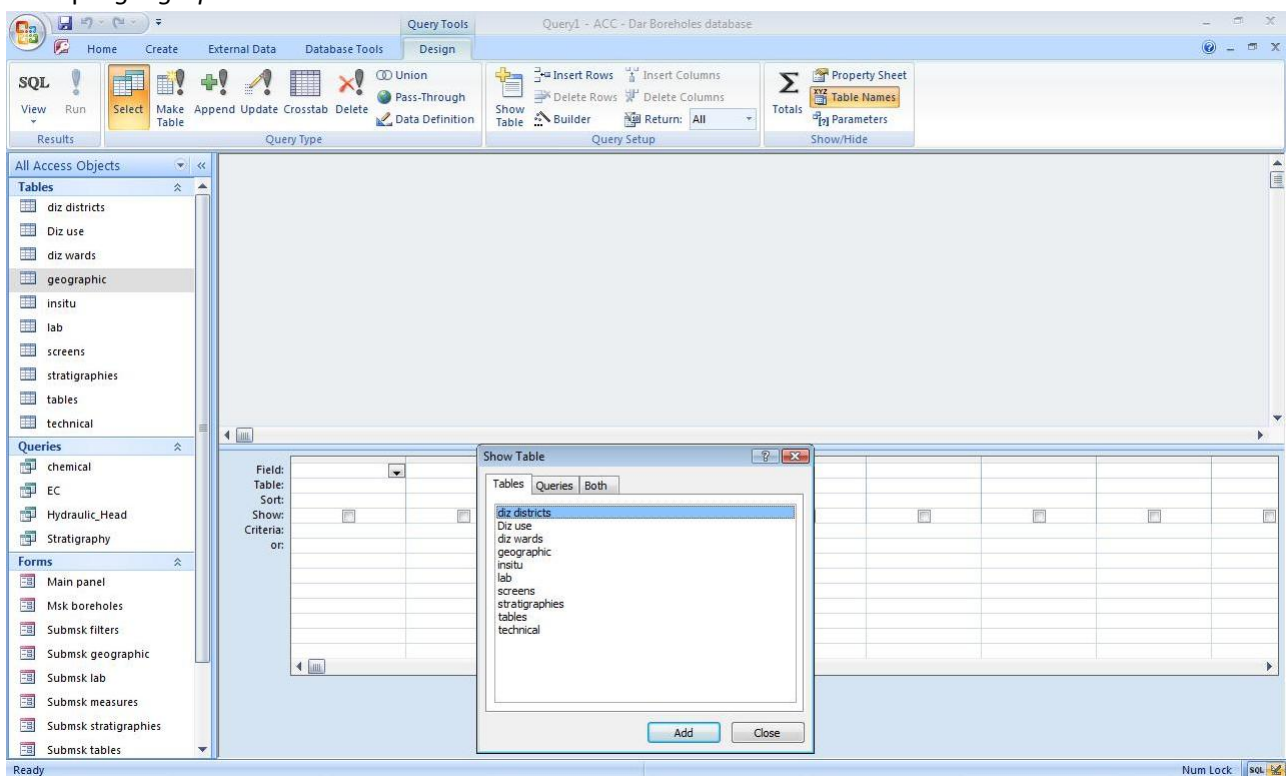 Query Tools
Query1 - ACC - Dar Boreholes database
Home Create External Data Database Tools Design
SQL
View
Run
Select
Make
Table
Append Update Crosstab Delete
Union
Pass-Through
Data Definition
Show
Table
Insert Rows
Delete Rows
Builder
Insert Columns
Delete Columns
Return: All
Σ
Totals
Property Sheet
Table Names
Parameters
Results
Query Type
Query Setup
Show/Hide
All Access Objects
Tables
diz districts
Diz use
diz wards
geographic
insitu
lab
screens
stratigraphies
tables
technical
Queries
chemical
EC
Hydraulic_Head
Stratigraphy
Forms
Main panel
Msk boreholes
Submsk filters
Submsk geographic
Submsk lab
Submsk measures
Submsk stratigraphies
Submsk tables
Field:
Table:
Sort:
Show:
Criteria:
or:
Show Table
Tables Queries Both
diz districts
Diz use
diz wards
geographic
insitu
lab
screens
stratigraphies
tables
technical
Add Close
Ready
Num Lock SQL